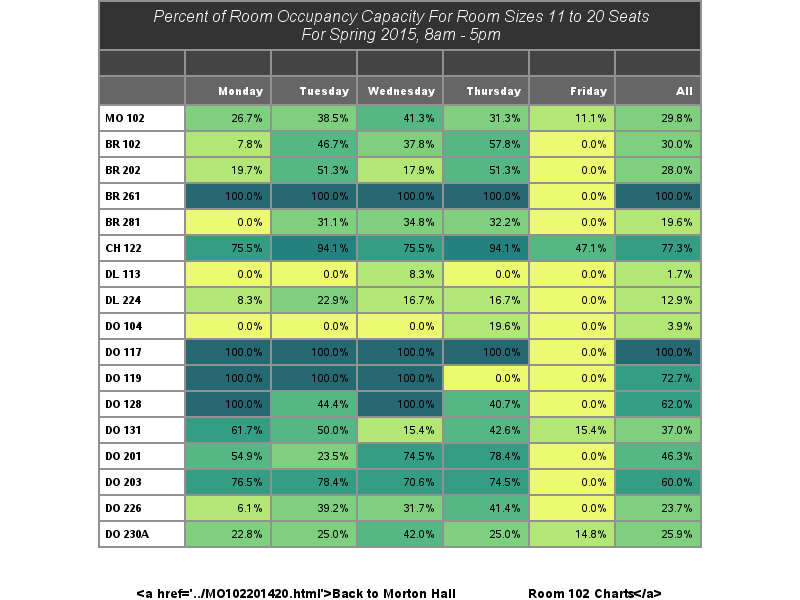 Percent of Room Occupancy Capacity For Room Sizes 11 to 20 Seats
For Spring 2015, 8am - 5pm
Monday Tuesday Wednesday Thursday Friday All
MO 102 26.7% 38.5% 41.3% 31.3% 11.1% 29.8%
BR 102 7.8% 46.7% 37.8% 57.8% 0.0% 30.0%
BR 202 19.7% 51.3% 17.9% 51.3% 0.0% 28.0%
BR 261 100.0% 100.0% 100.0% 100.0% 0.0% 100.0%
BR 281 0.0% 31.1% 34.8% 32.2% 0.0% 19.6%
CH 122 75.5% 94.1% 75.5% 94.1% 47.1% 77.3%
DL 113 0.0% 0.0% 8.3% 0.0% 0.0% 1.7%
DL 224 8.3% 22.9% 16.7% 16.7% 0.0% 12.9%
DO 104 0.0% 0.0% 0.0% 19.6% 0.0% 3.9%
DO 117 100.0% 100.0% 100.0% 100.0% 0.0% 100.0%
DO 119 100.0% 100.0% 100.0% 0.0% 0.0% 72.7%
DO 128 100.0% 44.4% 100.0% 40.7% 0.0% 62.0%
DO 131 61.7% 50.0% 15.4% 42.6% 15.4% 37.0%
DO 201 54.9% 23.5% 74.5% 78.4% 0.0% 46.3%
DO 203 76.5% 78.4% 70.6% 74.5% 0.0% 60.0%
DO 226 6.1% 39.2% 31.7% 41.4% 0.0% 23.7%
DO 230A 22.8% 25.0% 42.0% 25.0% 14.8% 25.9%
<a href='../MO102201420.html'>Back to Morton Hall Room 102 Charts</a>